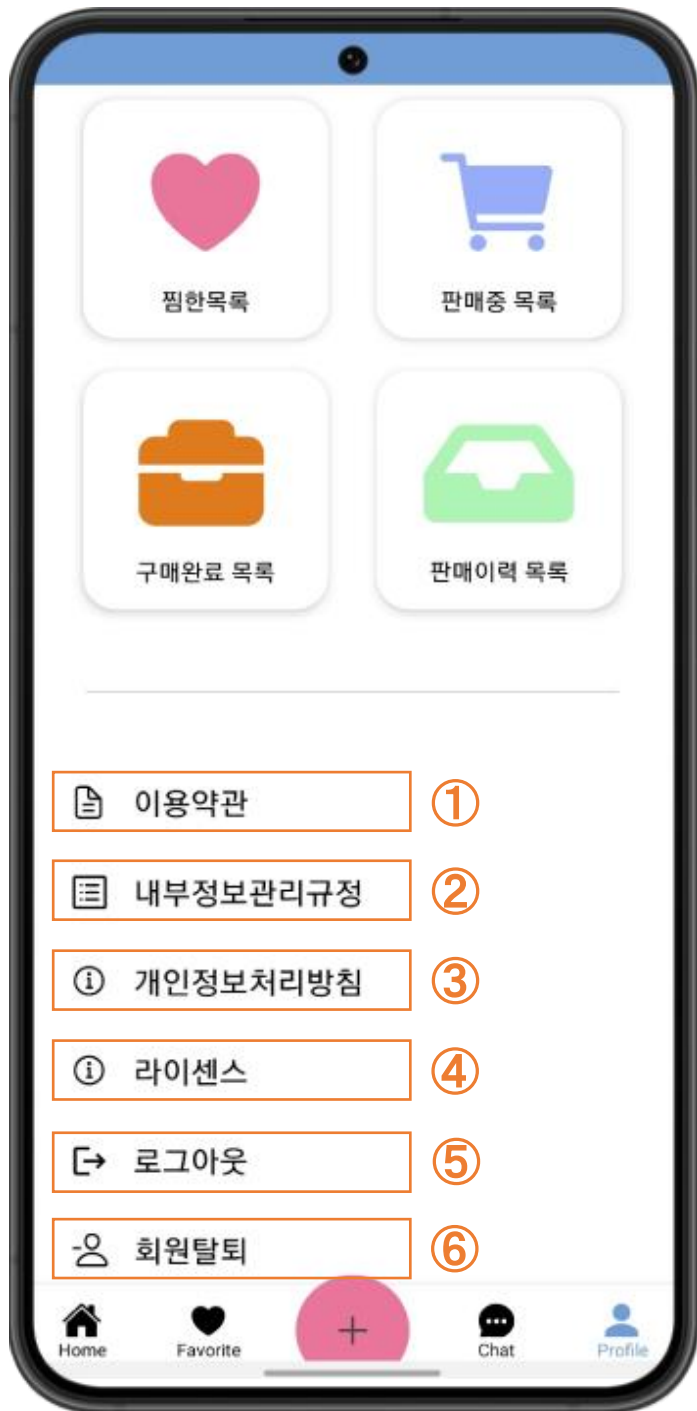 찜한목록
판매중 목록
구매완료 목록
판매이력 목록
이용약관 ①
내부정보관리규정 ②
개인정보처리방침 ③
라이센스 ④
로그아웃 ⑤
회원탈퇴 ⑥
Home Favorite + Chat Profile